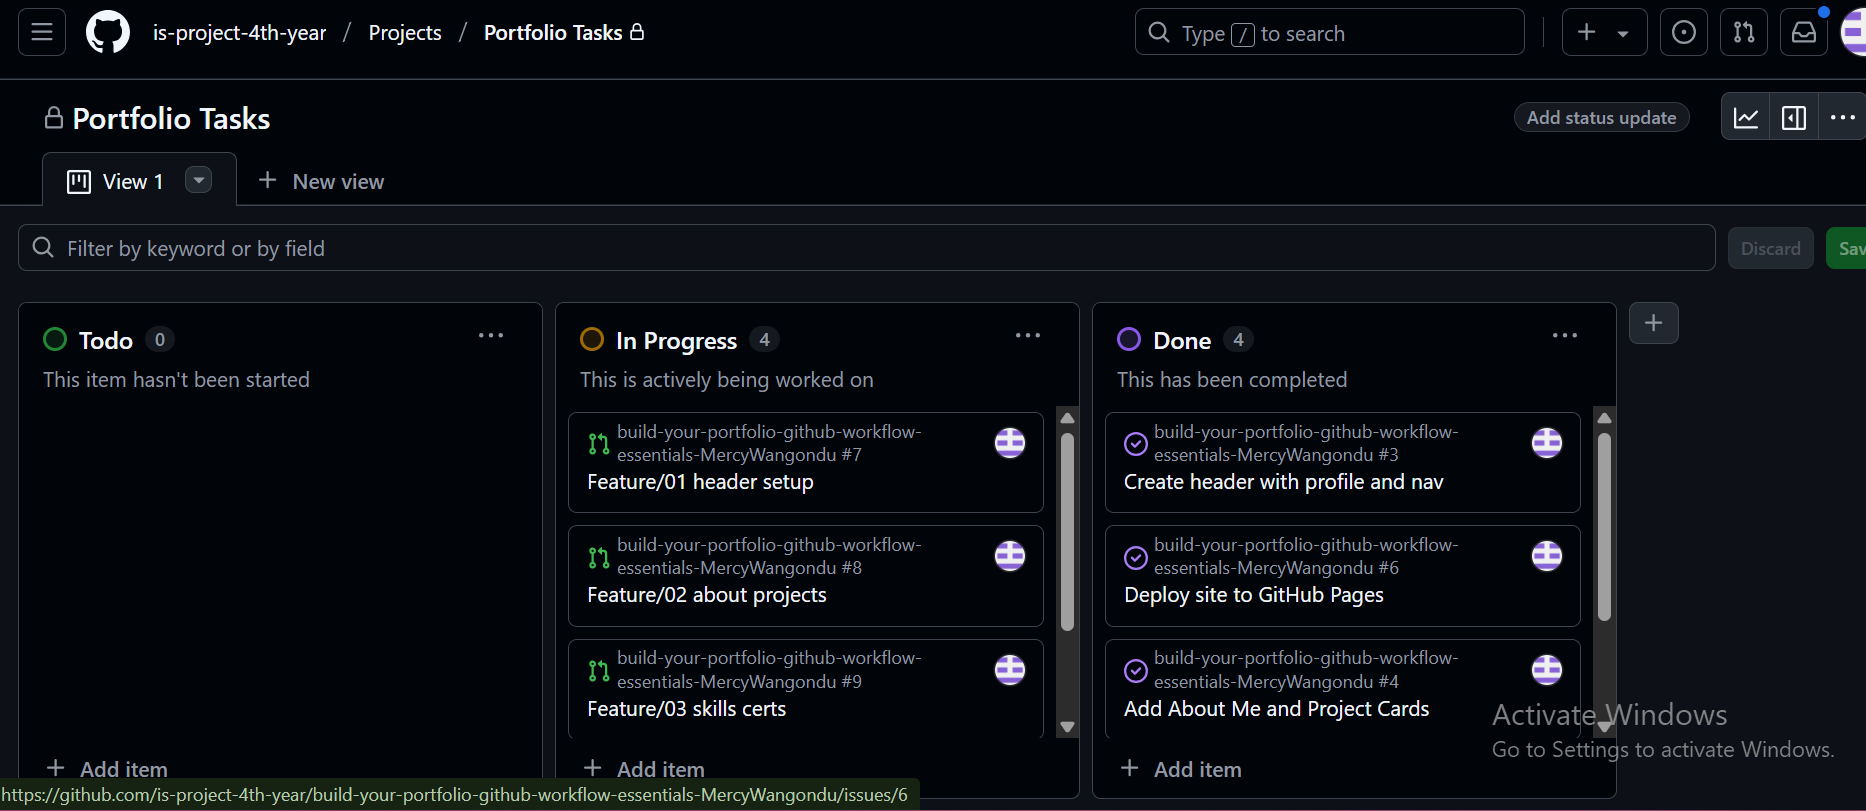 is-project-4th-year / Projects / Portfolio Tasks
Type / to search
Portfolio Tasks
Add status update
View 1
New view
Filter by keyword or by field
Discard
Sav
Todo 0
This item hasn't been started
Add item
In Progress 4
This is actively being worked on
build-your-portfolio-github-workflow-
essentials-MercyWangondu #7
Feature/01 header setup
build-your-portfolio-github-workflow-
essentials-MercyWangondu #8
Feature/02 about projects
build-your-portfolio-github-workflow-
essentials-MercyWangondu #9
Feature/03 skills certs
Add item
Done 4
This has been completed
build-your-portfolio-github-workflow-
essentials-MercyWangondu #3
Create header with profile and nav
build-your-portfolio-github-workflow-
essentials-MercyWangondu #6
Deploy site to GitHub Pages
build-your-portfolio-github-workflow-
essentials-MercyWangondu #4
Add About Me and Project Cards
Add item
Activate Windows
Go to Settings to activate Windows.
https://github.com/is-project-4th-year/build-your-portfolio-github-workflow-essentials-MercyWangondu/issues/6